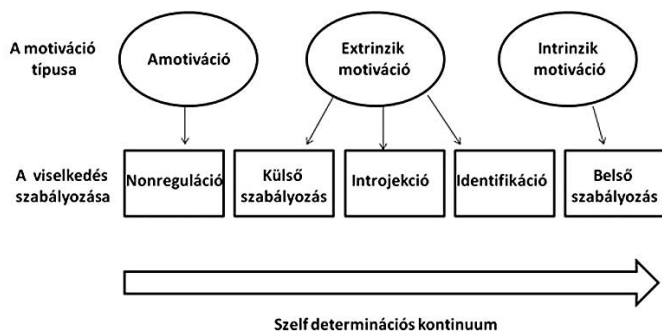 A motiváció
típusa
Amotiváció
Extrinzik
motiváció
Intrinzik
motiváció
A viselkedés
szabályozása
Nonreguláció
Külső
szabályozás
Introjekció
Identifikáció
Belső
szabályozás
Szelf determinációs kontinuum